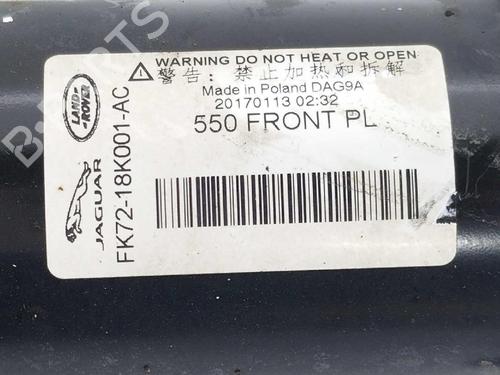 WARNING DO NOT HEAT OR OPEN
警告: 禁止加热和拆解
Made in Poland DAG9A
20170113 02:32
550 FRONT PL
LAND-
ROVER
JAGUAR
FK72-18K001-AC
B-PARTS